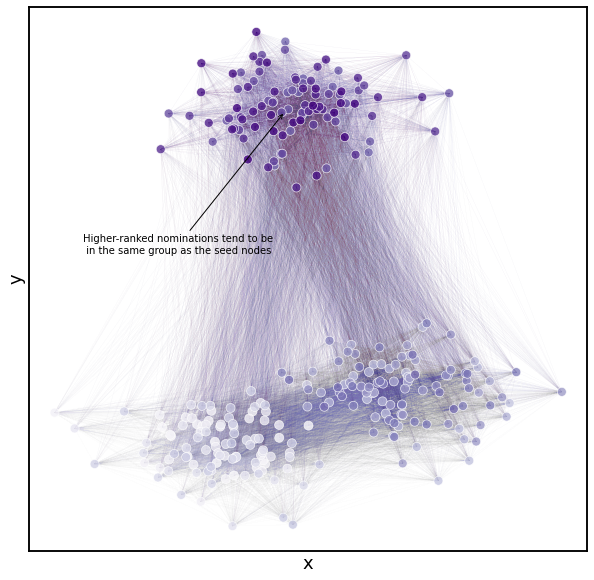 Higher-ranked nominations tend to be
in the same group as the seed nodes
y
x